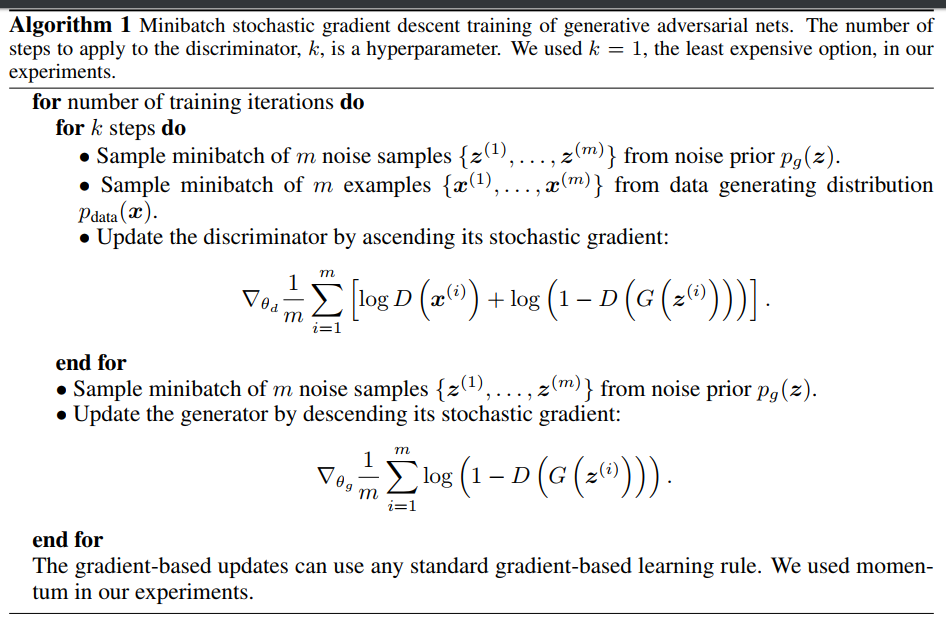 Algorithm 1 Minibatch stochastic gradient descent training of generative adversarial nets. The number of
steps to apply to the discriminator, k, is a hyperparameter. We used k = 1, the least expensive option, in our
experiments.
for number of training iterations do
for k steps do
• Sample minibatch of m noise samples {z^(1), . . . , z^(m)} from noise prior p_g(z).
• Sample minibatch of m examples {x^(1), . . . , x^(m)} from data generating distribution
p_data(x).
• Update the discriminator by ascending its stochastic gradient:
∇_θ_d 1/m ∑_{i=1}^{m} [log D (x^(i)) + log (1 − D (G (z^(i))))] .
end for
• Sample minibatch of m noise samples {z^(1), . . . , z^(m)} from noise prior p_g(z).
• Update the generator by descending its stochastic gradient:
∇_θ_g 1/m ∑_{i=1}^{m} log (1 − D (G (z^(i)))) .
end for
The gradient-based updates can use any standard gradient-based learning rule. We used momen-
tum in our experiments.